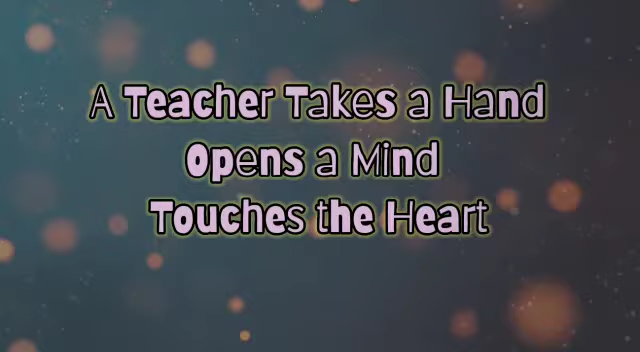 A Teacher Takes a Hand
Opens a Mind
Touches the Heart